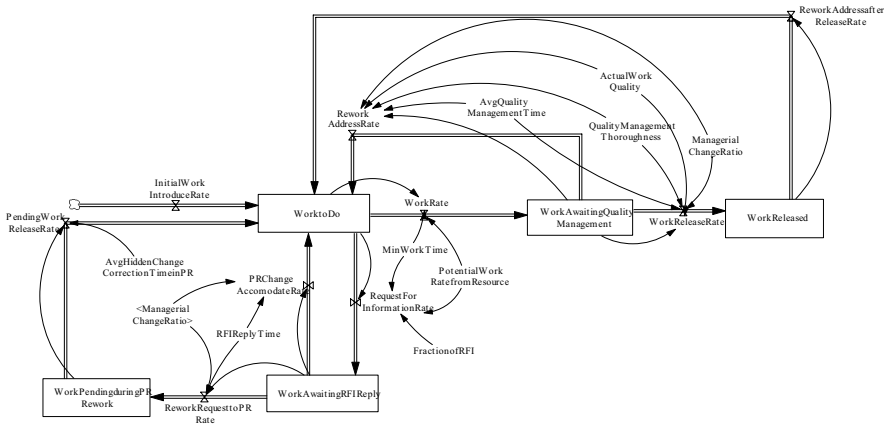 ReworkAddressafter
ReleaseRate
ActualWork
Quality
AvgQuality
ManagementTime
Rework
AddressRate
QualityManagement
Thoroughness
Managerial
ChangeRatio
InitialWork
IntroduceRate
WorktoDo
WorkRate
WorkAwaitingQuality
Management
WorkReleaseRate
WorkReleased
PendingWork
ReleaseRate
MinWorkTime
AvgHiddenChange
CorrectionTimeinPR
PRChange
AccomodateRate
PotentialWork
RatefromResource
RequestFor
InformationRate
<Managerial
ChangeRatio>
RFIReplyTime
FractionofRFI
WorkPendingduringPR
Rework
WorkAwaitingRFIReply
ReworkRequesttoPR
Rate